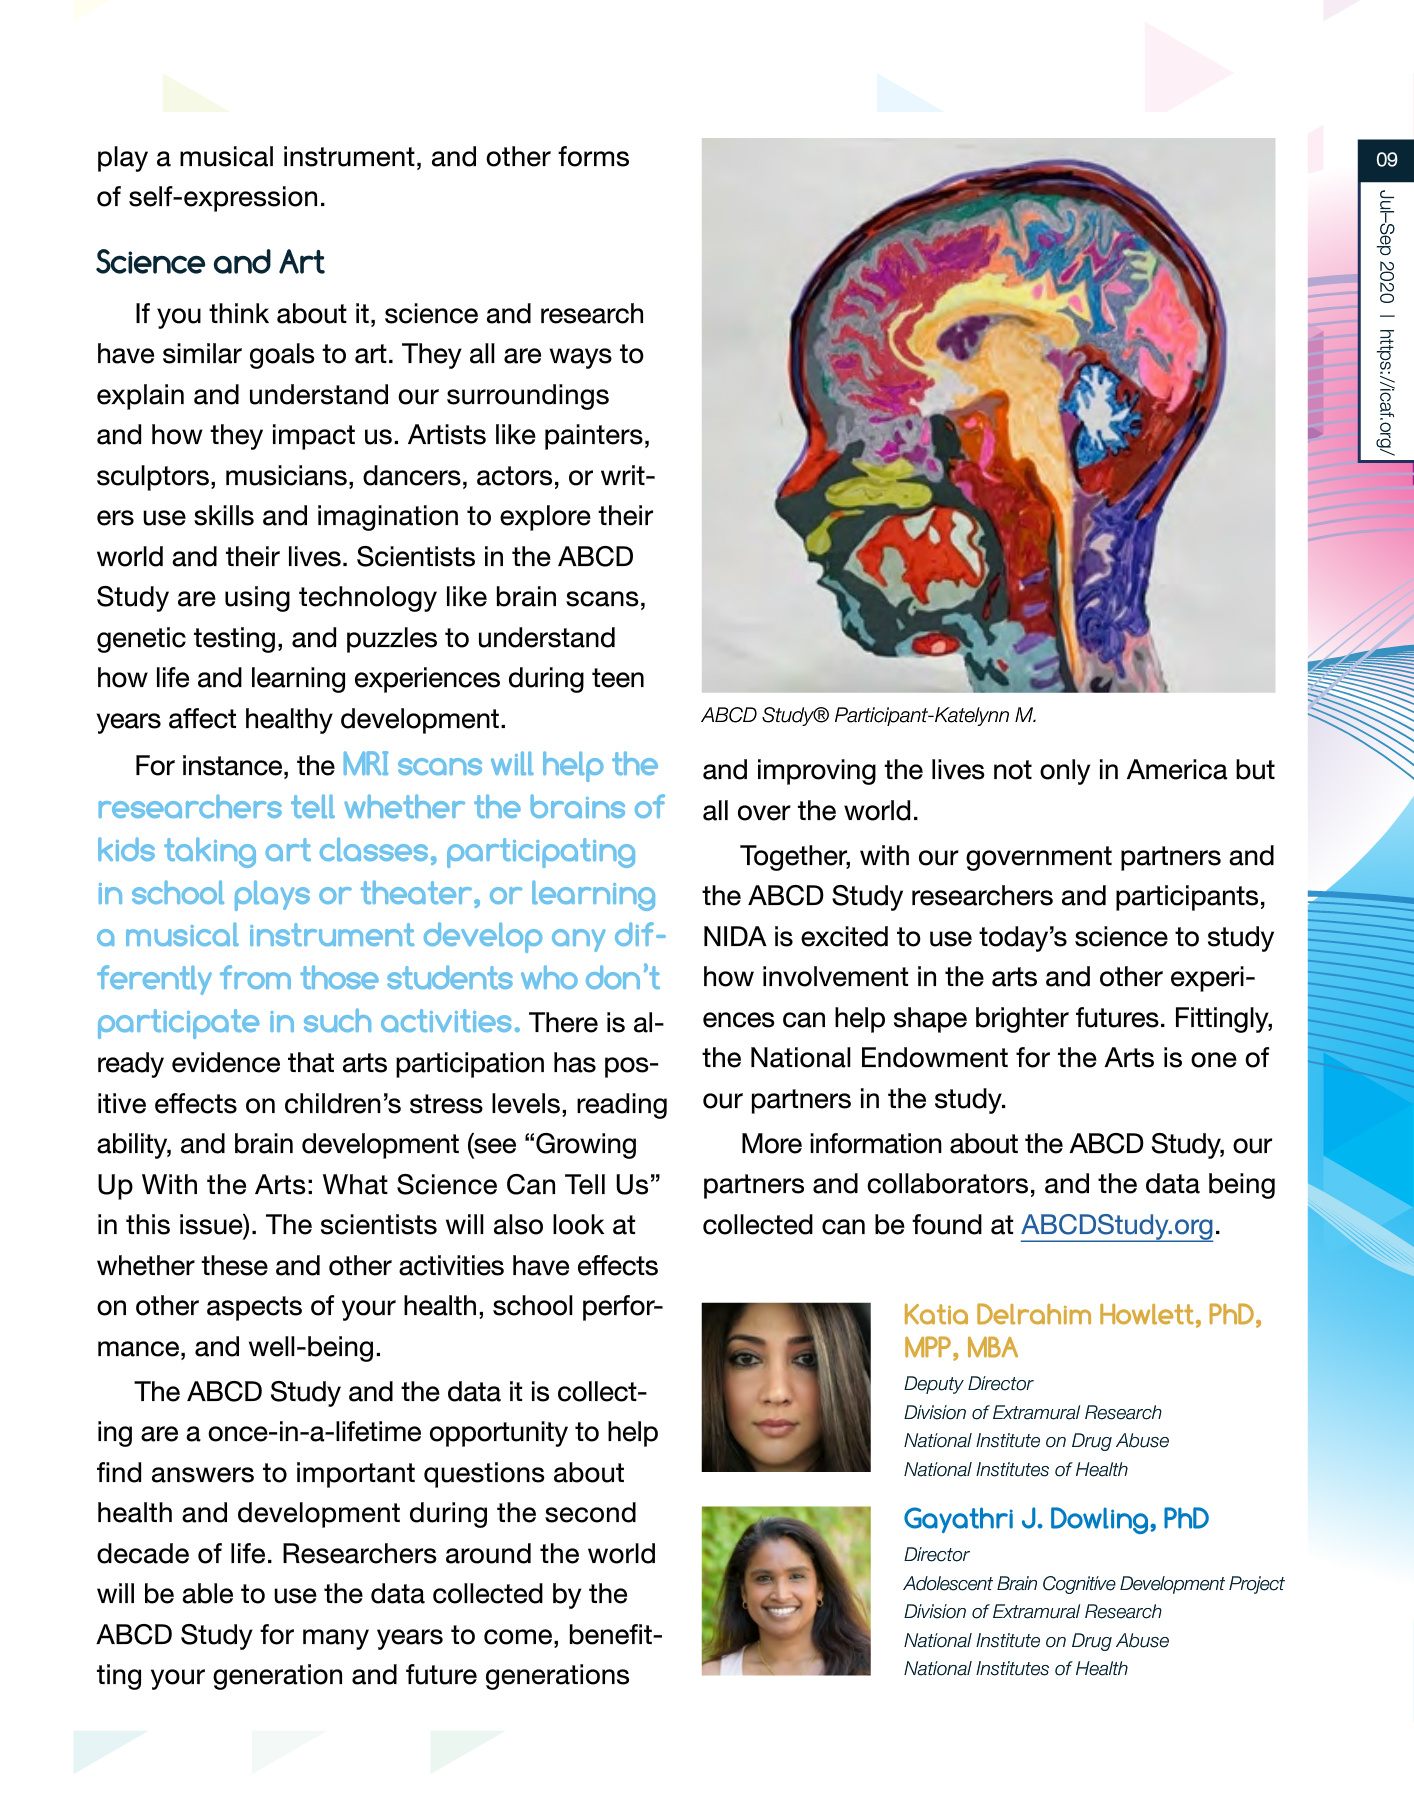 play a musical instrument, and other forms
of self-expression.
Science and Art
If you think about it, science and research
have similar goals to art. They all are ways to
explain and understand our surroundings
and how they impact us. Artists like painters,
sculptors, musicians, dancers, actors, or writ-
ers use skills and imagination to explore their
world and their lives. Scientists in the ABCD
Study are using technology like brain scans,
genetic testing, and puzzles to understand
how life and learning experiences during teen
years affect healthy development.
For instance, the MRI scans will help the
researchers tell whether the brains of
kids taking art classes, participating
in school plays or theater, or learning
a musical instrument develop any dif-
ferently from those students who don't
participate in such activities. There is al-
ready evidence that arts participation has pos-
itive effects on children's stress levels, reading
ability, and brain development (see “Growing
Up With the Arts: What Science Can Tell Us”
in this issue). The scientists will also look at
whether these and other activities have effects
on other aspects of your health, school perfor-
mance, and well-being.
The ABCD Study and the data it is collect-
ing are a once-in-a-lifetime opportunity to help
find answers to important questions about
health and development during the second
decade of life. Researchers around the world
will be able to use the data collected by the
ABCD Study for many years to come, benefit-
ting your generation and future generations
ABCD Study® Participant-Katelynn M.
and improving the lives not only in America but
all over the world.
Together, with our government partners and
the ABCD Study researchers and participants,
NIDA is excited to use today's science to study
how involvement in the arts and other experi-
ences can help shape brighter futures. Fittingly,
the National Endowment for the Arts is one of
our partners in the study.
More information about the ABCD Study, our
partners and collaborators, and the data being
collected can be found at ABCDStudy.org.
Katia Delrahim Howlett, PhD,
MPP, MBA
Deputy Director
Division of Extramural Research
National Institute on Drug Abuse
National Institutes of Health
Gayathri J. Dowling, PhD
Director
Adolescent Brain Cognitive Development Project
Division of Extramural Research
National Institute on Drug Abuse
National Institutes of Health
09
Jul–Sep 2020 | https://icaf.org/